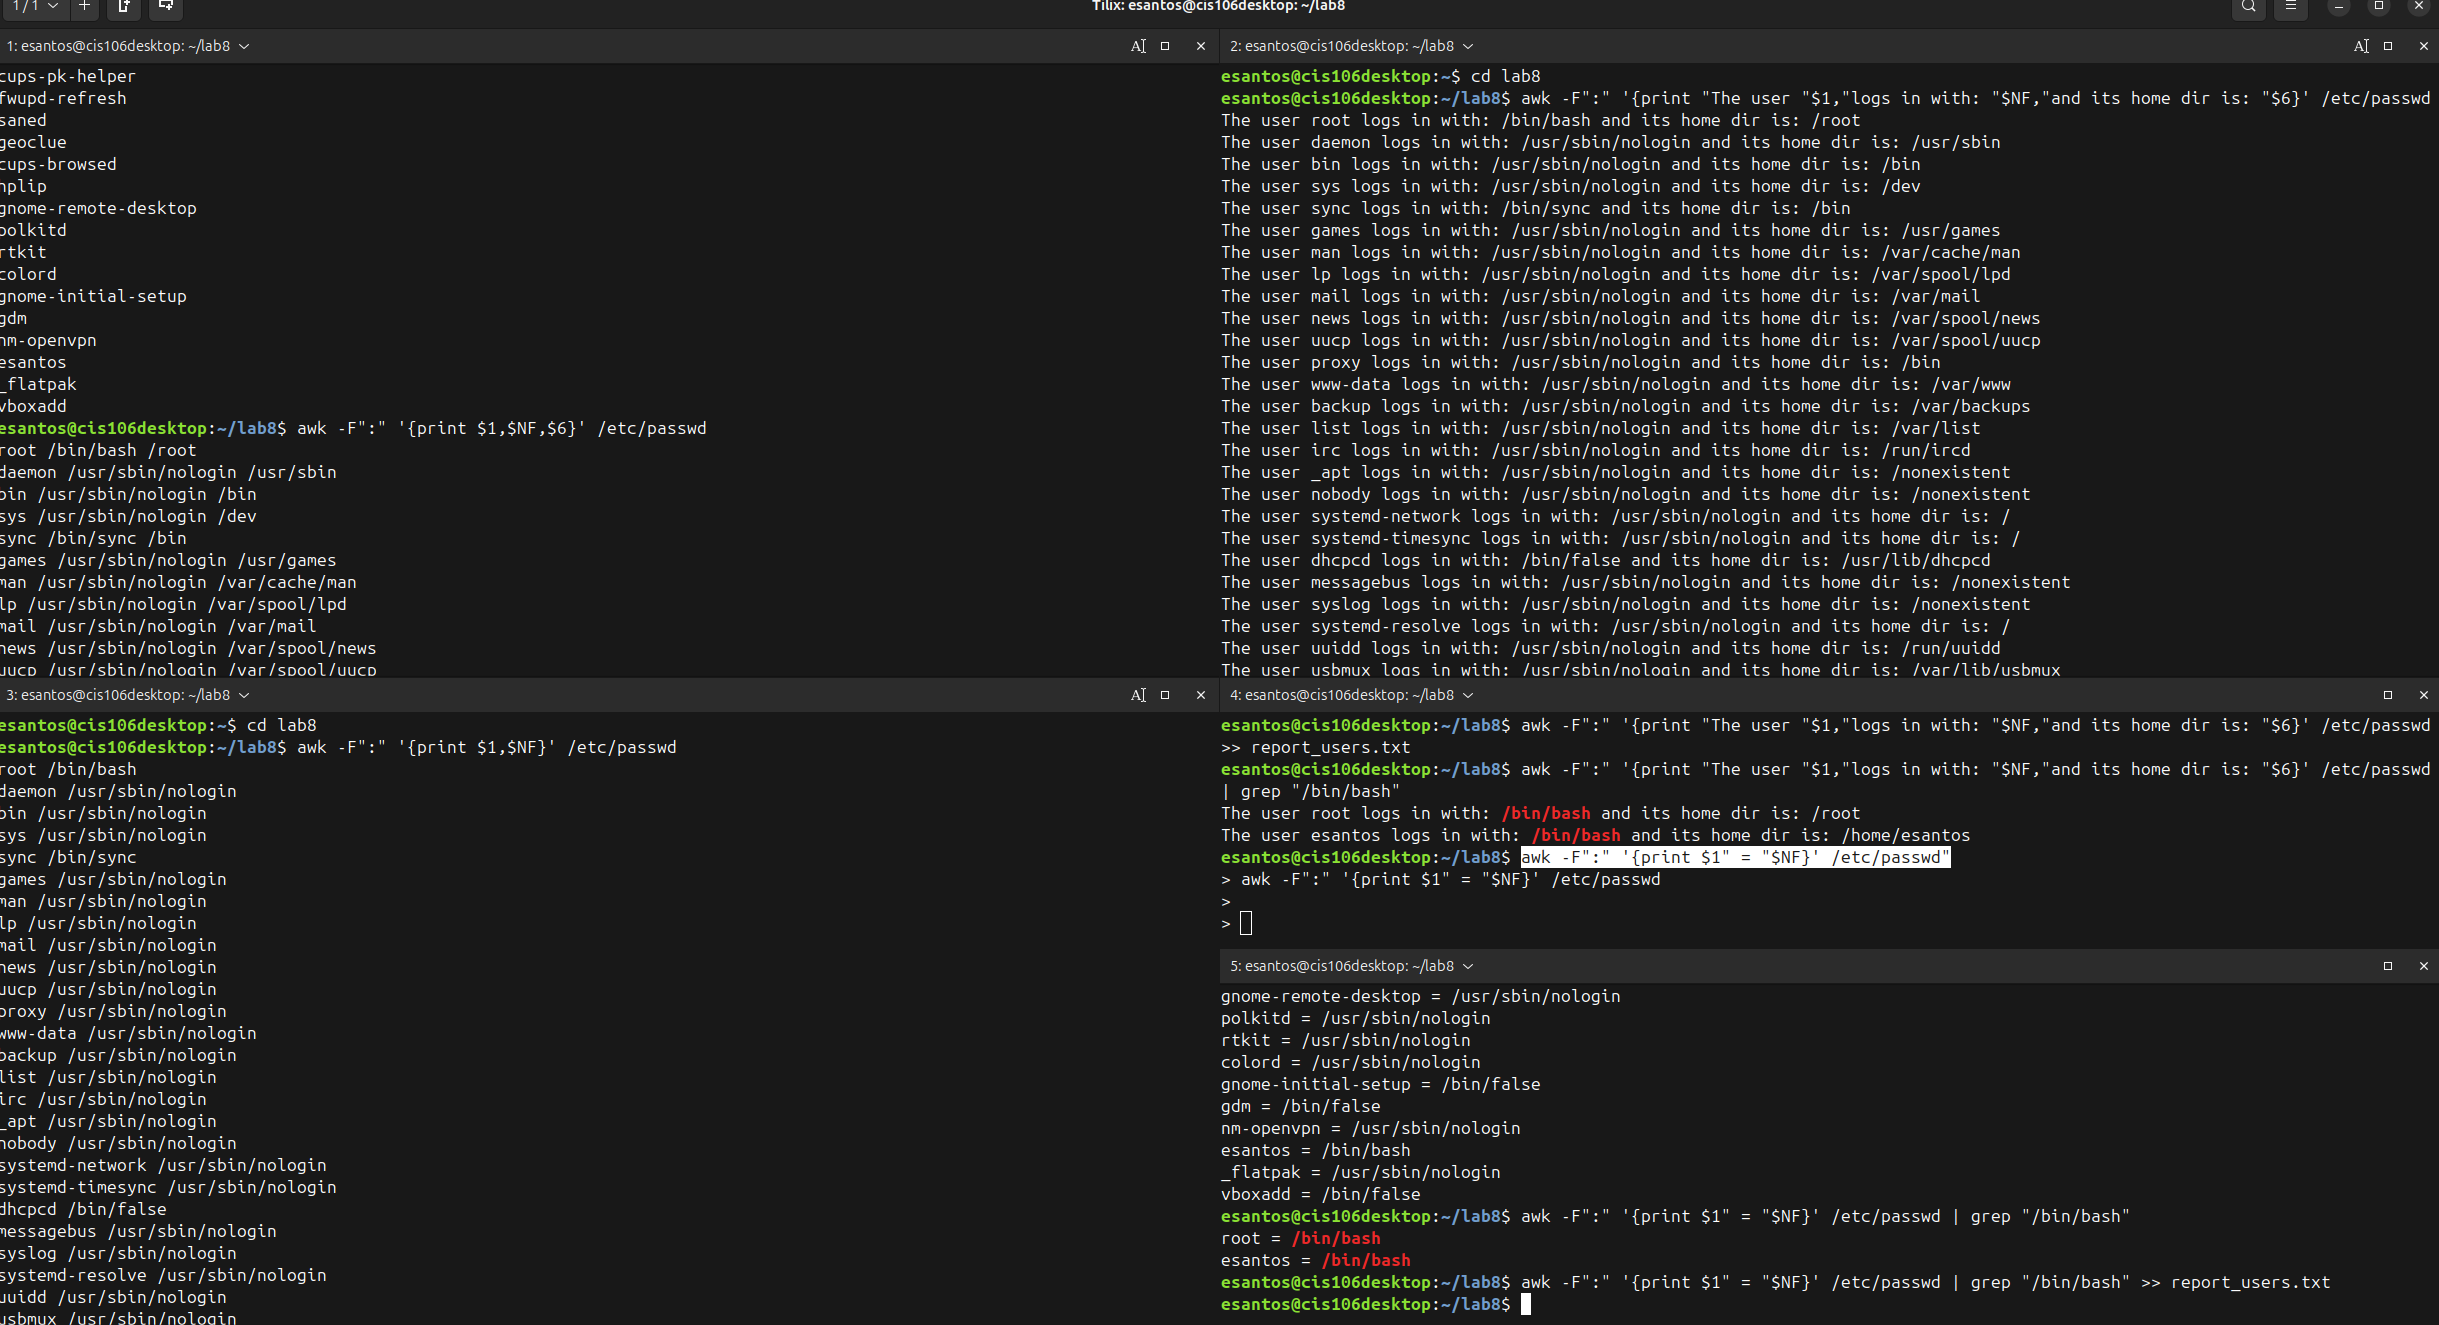 1 / 1
Tilix: esantos@cis106desktop: ~/lab8
1: esantos@cis106desktop: ~/lab8
cups-pk-helper
fwupd-refresh
saned
geoclue
cups-browsed
hplip
gnome-remote-desktop
polkitd
rtkit
colord
gnome-initial-setup
gdm
nm-openvpn
esantos
_flatpak
vboxadd
esantos@cis106desktop:~/lab8$ awk -F":" '{print $1,$NF,$6}' /etc/passwd
root /bin/bash /root
daemon /usr/sbin/nologin /usr/sbin
bin /usr/sbin/nologin /bin
sys /usr/sbin/nologin /dev
sync /bin/sync /bin
games /usr/sbin/nologin /usr/games
man /usr/sbin/nologin /var/cache/man
lp /usr/sbin/nologin /var/spool/lpd
mail /usr/sbin/nologin /var/mail
news /usr/sbin/nologin /var/spool/news
uucp /usr/sbin/nologin /var/spool/uucp
2: esantos@cis106desktop: ~/lab8
esantos@cis106desktop:~$ cd lab8
esantos@cis106desktop:~/lab8$ awk -F":" '{print "The user "$1,"logs in with: "$NF,"and its home dir is: "$6}' /etc/passwd
The user root logs in with: /bin/bash and its home dir is: /root
The user daemon logs in with: /usr/sbin/nologin and its home dir is: /usr/sbin
The user bin logs in with: /usr/sbin/nologin and its home dir is: /bin
The user sys logs in with: /usr/sbin/nologin and its home dir is: /dev
The user sync logs in with: /bin/sync and its home dir is: /bin
The user games logs in with: /usr/sbin/nologin and its home dir is: /usr/games
The user man logs in with: /usr/sbin/nologin and its home dir is: /var/cache/man
The user lp logs in with: /usr/sbin/nologin and its home dir is: /var/spool/lpd
The user mail logs in with: /usr/sbin/nologin and its home dir is: /var/mail
The user news logs in with: /usr/sbin/nologin and its home dir is: /var/spool/news
The user uucp logs in with: /usr/sbin/nologin and its home dir is: /var/spool/uucp
The user proxy logs in with: /usr/sbin/nologin and its home dir is: /bin
The user www-data logs in with: /usr/sbin/nologin and its home dir is: /var/www
The user backup logs in with: /usr/sbin/nologin and its home dir is: /var/backups
The user list logs in with: /usr/sbin/nologin and its home dir is: /var/list
The user irc logs in with: /usr/sbin/nologin and its home dir is: /run/ircd
The user _apt logs in with: /usr/sbin/nologin and its home dir is: /nonexistent
The user nobody logs in with: /usr/sbin/nologin and its home dir is: /nonexistent
The user systemd-network logs in with: /usr/sbin/nologin and its home dir is: /
The user systemd-timesync logs in with: /usr/sbin/nologin and its home dir is: /
The user dhcpcd logs in with: /bin/false and its home dir is: /usr/lib/dhcpcd
The user messagebus logs in with: /usr/sbin/nologin and its home dir is: /nonexistent
The user syslog logs in with: /usr/sbin/nologin and its home dir is: /nonexistent
The user systemd-resolve logs in with: /usr/sbin/nologin and its home dir is: /
The user uuidd logs in with: /usr/sbin/nologin and its home dir is: /run/uuidd
The user usbmux logs in with: /usr/sbin/nologin and its home dir is: /var/lib/usbmux
3: esantos@cis106desktop: ~/lab8
esantos@cis106desktop:~$ cd lab8
esantos@cis106desktop:~/lab8$ awk -F":" '{print $1,$NF}' /etc/passwd
root /bin/bash
daemon /usr/sbin/nologin
bin /usr/sbin/nologin
sys /usr/sbin/nologin
sync /bin/sync
games /usr/sbin/nologin
man /usr/sbin/nologin
lp /usr/sbin/nologin
mail /usr/sbin/nologin
news /usr/sbin/nologin
uucp /usr/sbin/nologin
proxy /usr/sbin/nologin
www-data /usr/sbin/nologin
backup /usr/sbin/nologin
list /usr/sbin/nologin
irc /usr/sbin/nologin
_apt /usr/sbin/nologin
nobody /usr/sbin/nologin
systemd-network /usr/sbin/nologin
systemd-timesync /usr/sbin/nologin
dhcpcd /bin/false
messagebus /usr/sbin/nologin
syslog /usr/sbin/nologin
systemd-resolve /usr/sbin/nologin
uuidd /usr/sbin/nologin
usbmux /usr/sbin/nologin
4: esantos@cis106desktop: ~/lab8
esantos@cis106desktop:~/lab8$ awk -F":" '{print "The user "$1,"logs in with: "$NF,"and its home dir is: "$6}' /etc/passwd
>> report_users.txt
esantos@cis106desktop:~/lab8$ awk -F":" '{print "The user "$1,"logs in with: "$NF,"and its home dir is: "$6}' /etc/passwd
| grep "/bin/bash"
The user root logs in with: /bin/bash and its home dir is: /root
The user esantos logs in with: /bin/bash and its home dir is: /home/esantos
esantos@cis106desktop:~/lab8$ awk -F":" '{print $1" = "$NF}' /etc/passwd"
> awk -F":" '{print $1" = "$NF}' /etc/passwd
>
>
5: esantos@cis106desktop: ~/lab8
gnome-remote-desktop = /usr/sbin/nologin
polkitd = /usr/sbin/nologin
rtkit = /usr/sbin/nologin
colord = /usr/sbin/nologin
gnome-initial-setup = /bin/false
gdm = /bin/false
nm-openvpn = /usr/sbin/nologin
esantos = /bin/bash
_flatpak = /usr/sbin/nologin
vboxadd = /bin/false
esantos@cis106desktop:~/lab8$ awk -F":" '{print $1" = "$NF}' /etc/passwd | grep "/bin/bash"
root = /bin/bash
esantos = /bin/bash
esantos@cis106desktop:~/lab8$ awk -F":" '{print $1" = "$NF}' /etc/passwd | grep "/bin/bash" >> report_users.txt
esantos@cis106desktop:~/lab8$